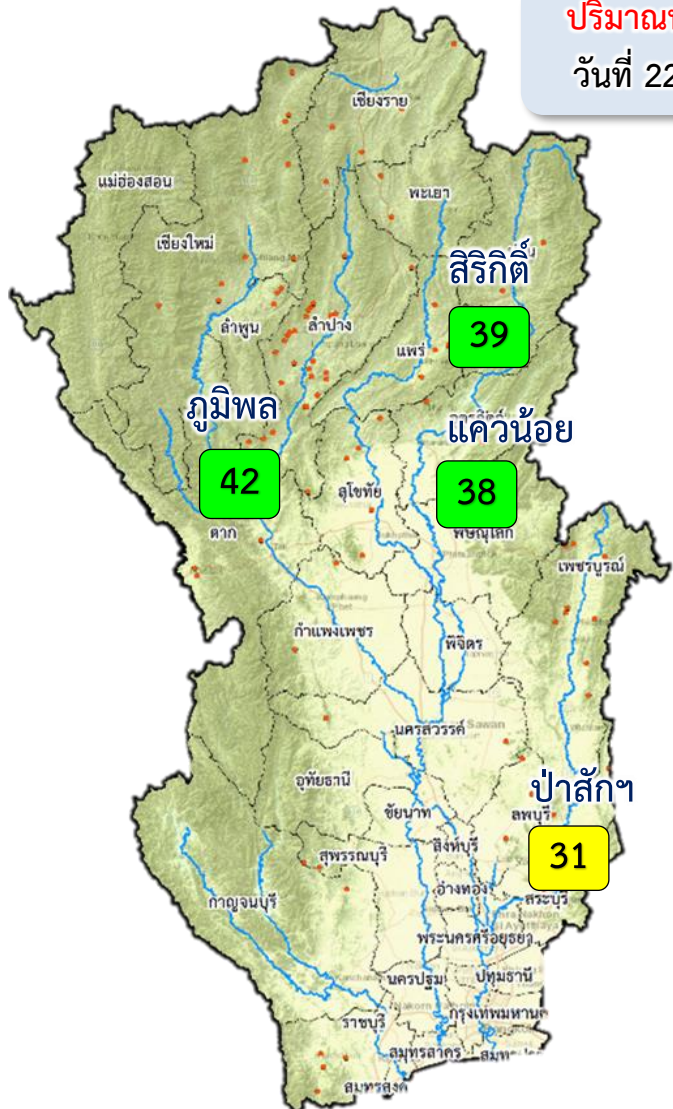 ปริมาณ
วันที่ 22
เชียงราย
แม่ฮ่องสอน
พะเยา
เชียงใหม่
สิริกิติ์
39
ลำพูน
ลำปาง
แพร่
ภูมิพล
42
แควน้อย
38
สุโขทัย
ตาก
พิษณุโลก
เพชรบูรณ์
กำแพงเพชร
พิจิตร
Sawan
นครสวรรค์
อุทัยธานี
ป่าสักฯ
31
ชัยนาท
ลพบุรี
สิงห์บุรี
สุพรรณบุรี
อ่างทอง
สระบุรี
กาญจนบุรี
พระนครศรีอยุธยา
นครปฐม
ปทุมธานี
ราชบุรี
กรุงเทพมหานค
สมุทรสาคร
สมุทรสงค